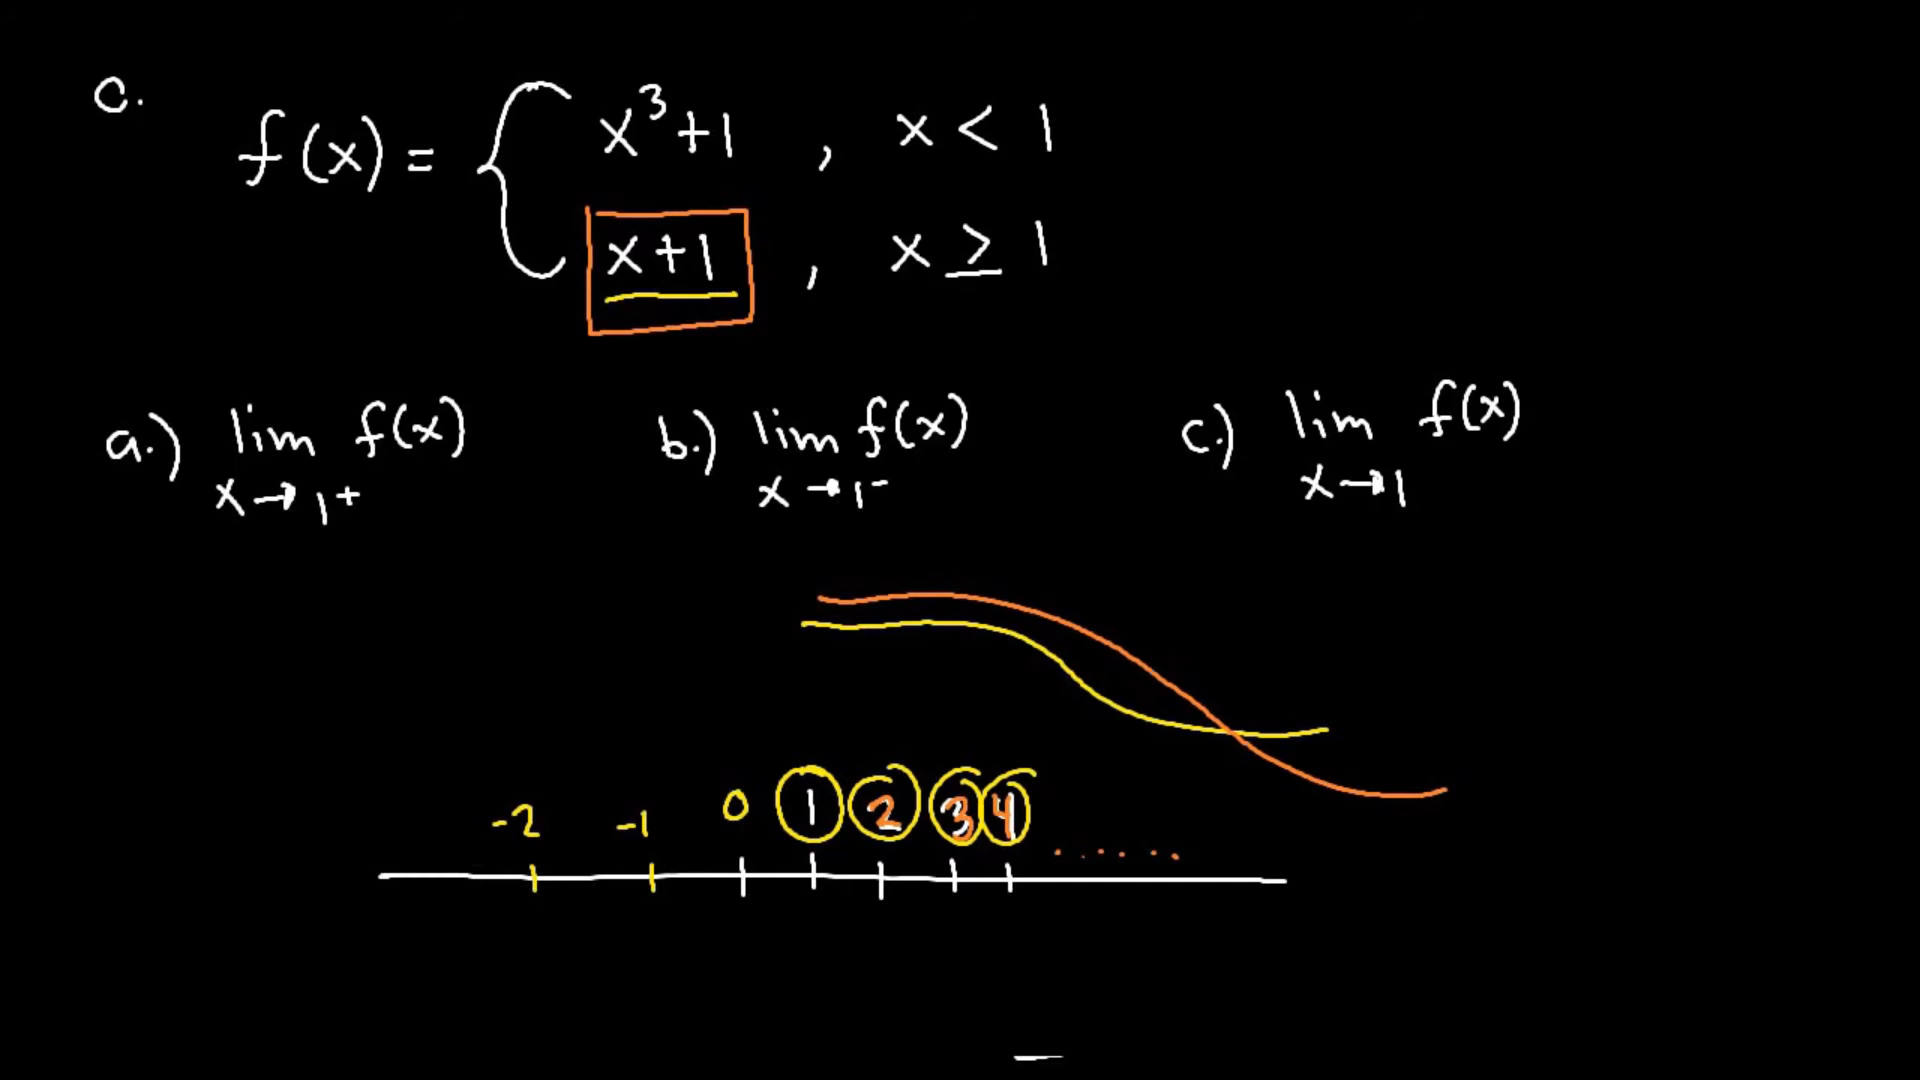 c.
f(x) = { x³+1 , x < 1
x+1 , x ≥ 1
a.) lim f(x) b.) lim f(x) c.) lim f(x)
x→1+ x→1- x→1
-2 -1 0 1 2 3 4 ......